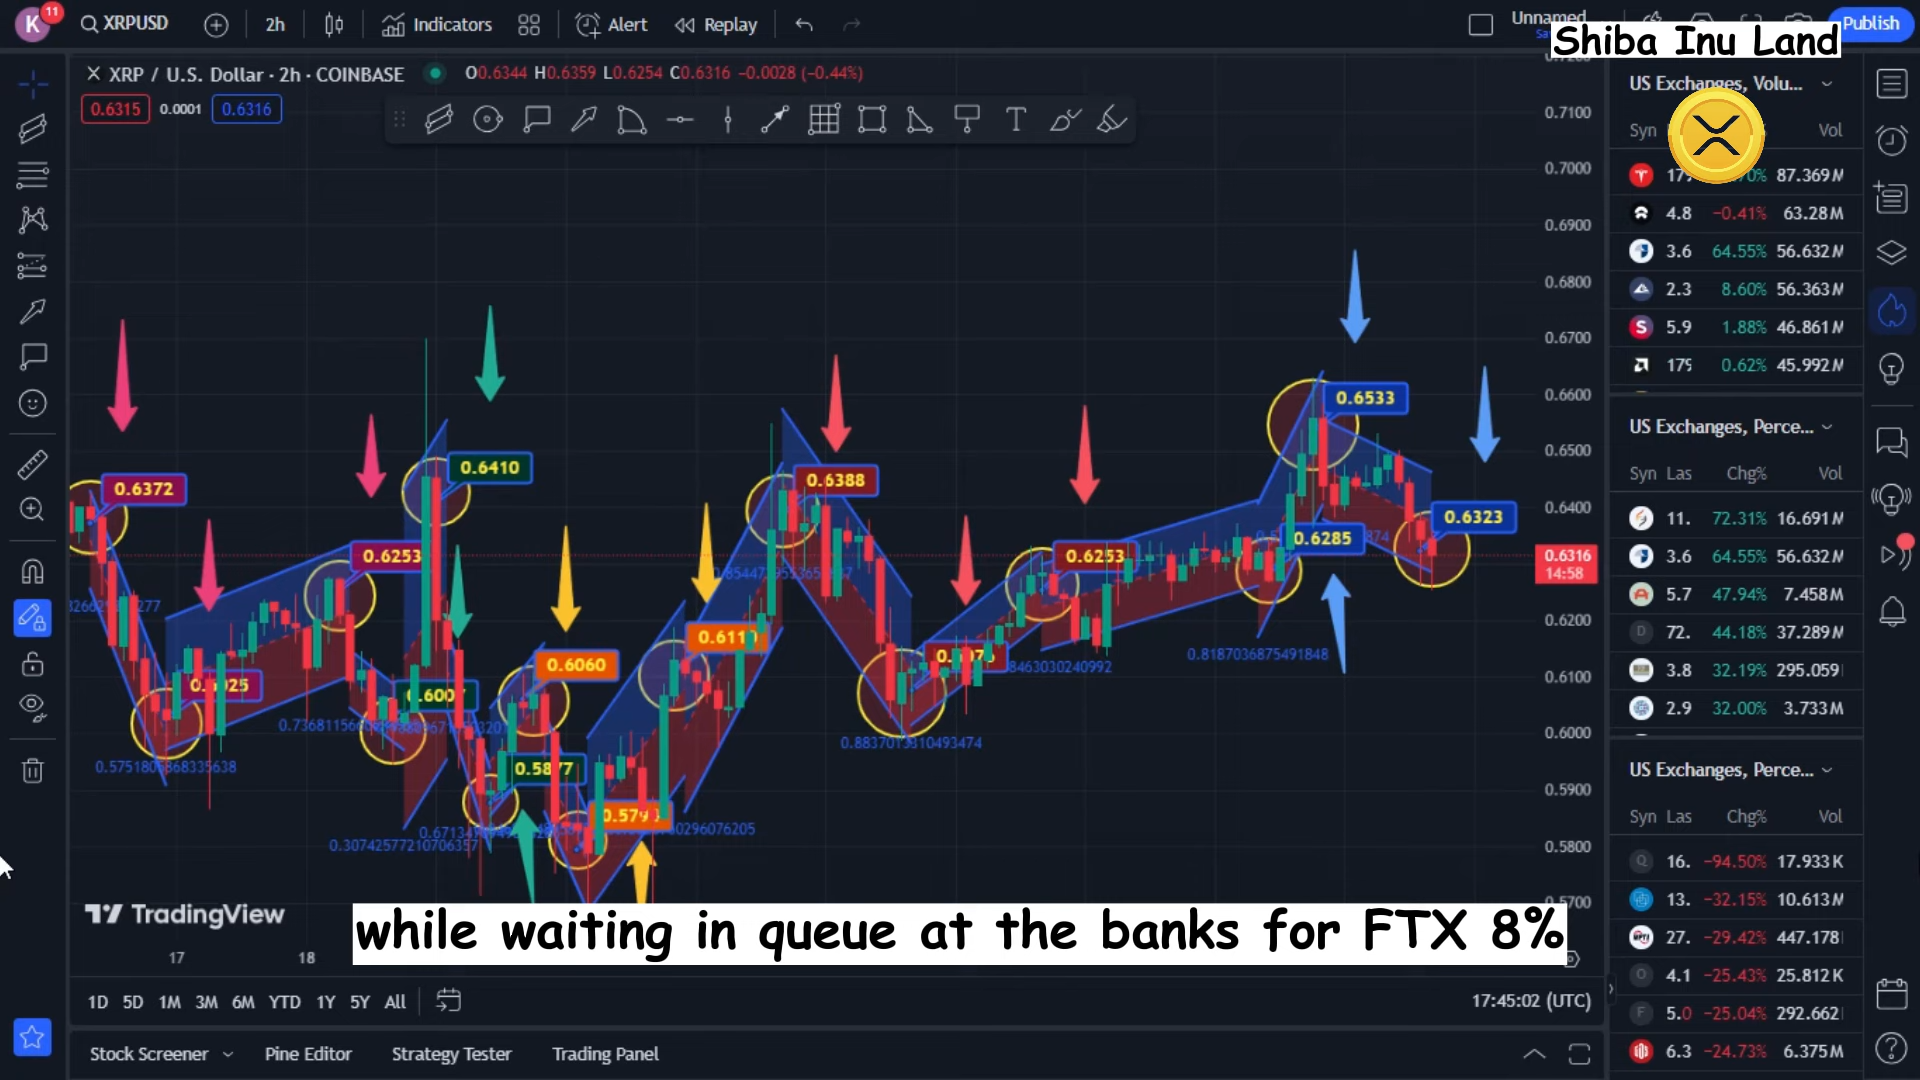 K 11 XRPUSD 2h Indicators Alert Replay Unnamed Publish
Shiba Inu Land
XRP / U.S. Dollar · 2h · COINBASE O0.6344 H0.6359 L0.6254 C0.6316 −0.0028 (−0.44%)
0.6315 0.0001 0.6316
0.7100
0.7000
0.6900
0.6800
0.6700
0.6600
0.6500
0.6400
0.6316
14:58
0.6200
0.6100
0.6000
0.5900
0.5800
0.5700
0.6533
0.6410
0.6388
0.6372
0.6323
0.6285
0.6253
0.6253
0.6060
0.5877
0.8187036875491848
0.8837013310493474
0.30742577210706357
TradingView
while waiting in queue at the banks for FTX 8%
17 18
1D 5D 1M 3M 6M YTD 1Y 5Y All
17:45:02 (UTC)
Stock Screener Pine Editor Strategy Tester Trading Panel
US Exchanges, Volu...
Vol
87.369M
4.8 −0.41% 63.28M
3.6 64.55% 56.632M
2.3 8.60% 56.363M
5.9 1.88% 46.861M
179 0.62% 45.992M
US Exchanges, Perce...
Syn Las Chg% Vol
11. 72.31% 16.691M
3.6 64.55% 56.632M
5.7 47.94% 7.458M
D 72. 44.18% 37.289M
3.8 32.19% 295.059
2.9 32.00% 3.733M
US Exchanges, Perce...
Syn Las Chg% Vol
Q 16. −94.50% 17.933K
13. −32.15% 10.613M
27. −29.42% 447.178
O 4.1 −25.43% 25.812K
F 5.0 −25.04% 292.662
6.3 −24.73% 6.375M